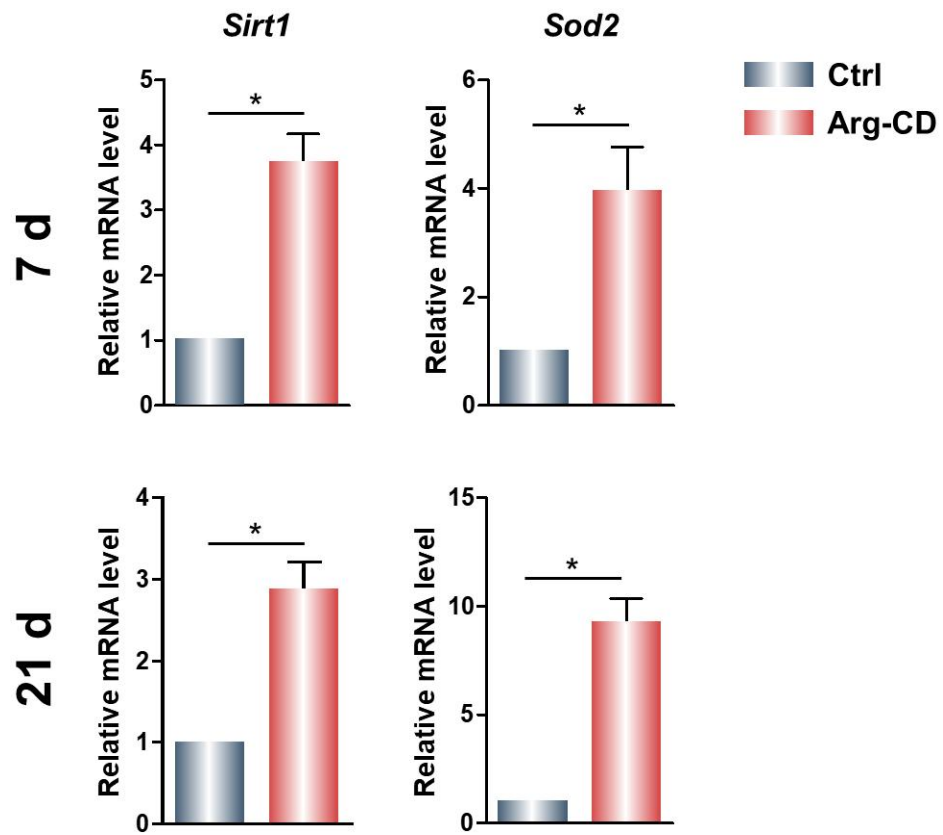 Sirt1
Sod2
Ctrl
Arg-CD
7 d
Relative mRNA level
5
4
3
2
1
0
*
Relative mRNA level
6
4
2
0
*
21 d
Relative mRNA level
4
3
2
1
0
*
Relative mRNA level
15
10
5
0
*